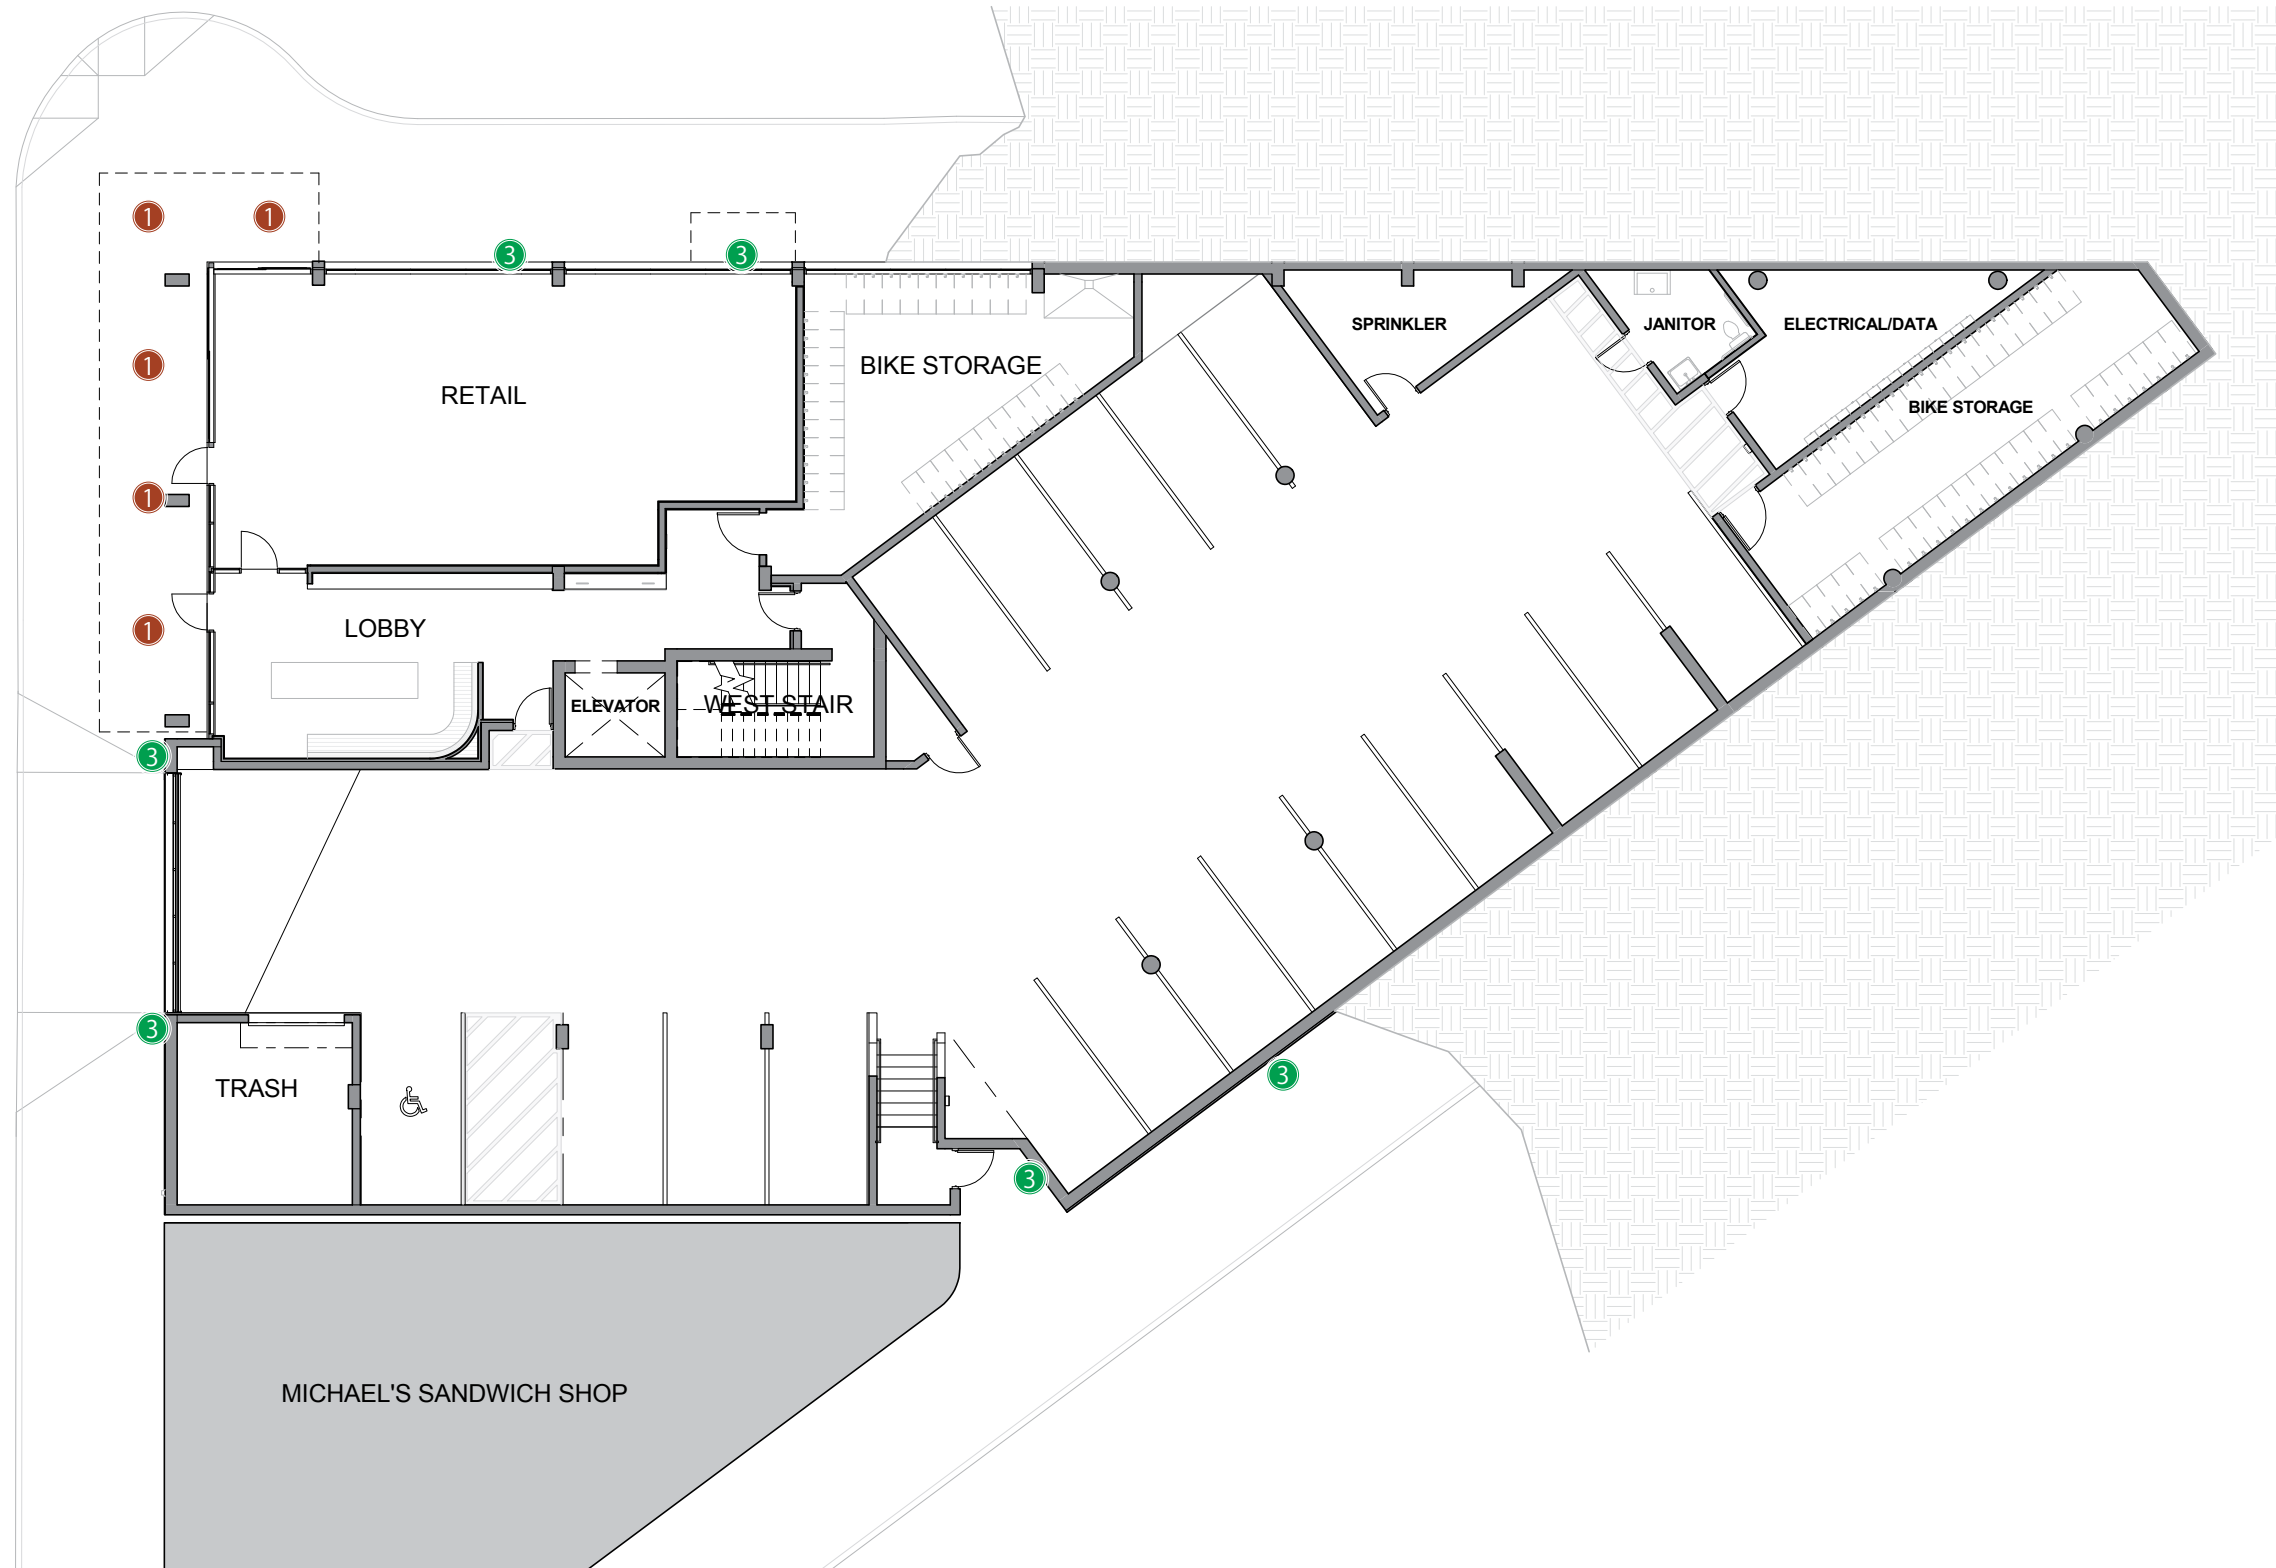 1
1
3
3
SPRINKLER
JANITOR
ELECTRICAL/DATA
1
BIKE STORAGE
RETAIL
BIKE STORAGE
1
1
LOBBY
ELEVATOR
WEST STAIR
3
3
TRASH
3
3
MICHAEL'S SANDWICH SHOP